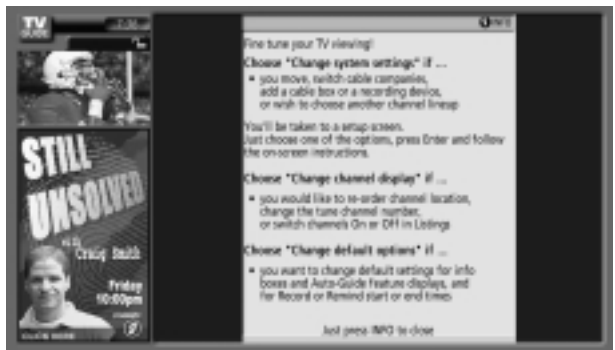 TV
GUIDE
INFO
Fine tune your TV viewing!
Choose "Change system settings" if ...
▪ you move, switch cable companies,
add a cable box or a recording device,
or wish to choose another channel lineup
You'll be taken to a setup screen.
Just choose one of the options, press Enter and follow
the on-screen instructions.
Choose "Change channel display" if ...
▪ you would like to re-order channel location,
change the tune channel number,
or switch channels On or Off in Listings
Choose "Change default options" if ...
▪ you want to change default settings for info
boxes and Auto-Guide Feature displays, and
for Record or Remind start or end times
Just press INFO to close
STILL
UNSOLVED
with
Craig Smith
Friday
10:00pm